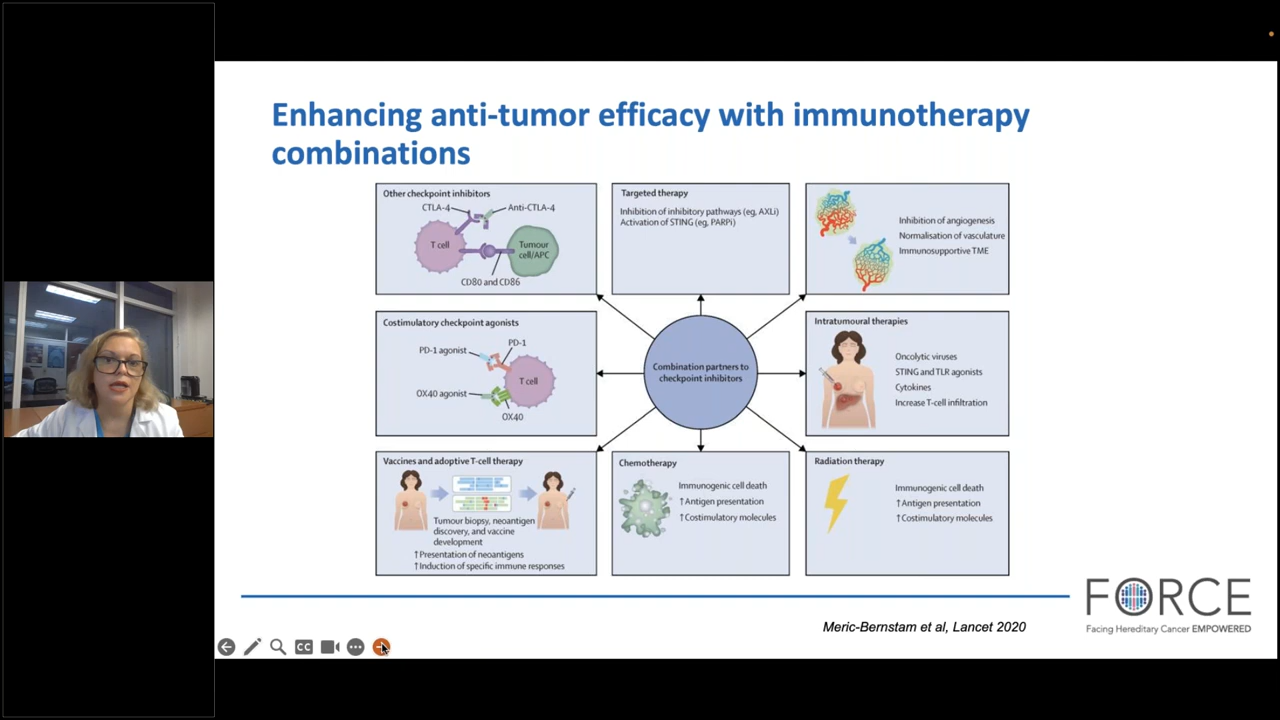 Enhancing anti-tumor efficacy with immunotherapy
combinations
Other checkpoint inhibitors
CTLA-4
Anti-CTLA-4
T cell
Tumour
cell/APC
CD80 and CD86
Targeted therapy
Inhibition of inhibitory pathways (eg, AXLi)
Activation of STING (eg, PARPi)
Inhibition of angiogenesis
Normalisation of vasculature
Immunosupportive TME
Costimulatory checkpoint agonists
PD-1 agonist
PD-1
T cell
OX40 agonist
OX40
Combination partners to
checkpoint inhibitors
Intratumoural therapies
Oncolytic viruses
STING and TLR agonists
Cytokines
Increase T-cell infiltration
Vaccines and adoptive T-cell therapy
Tumour biopsy, neoantigen
discovery, and vaccine
development
↑Presentation of neoantigens
↑Induction of specific immune responses
Chemotherapy
Immunogenic cell death
↑Antigen presentation
↑Costimulatory molecules
Radiation therapy
Immunogenic cell death
↑Antigen presentation
↑Costimulatory molecules
Meric-Bernstam et al, Lancet 2020
FORCE
Facing Hereditary Cancer EMPOWERED
CC